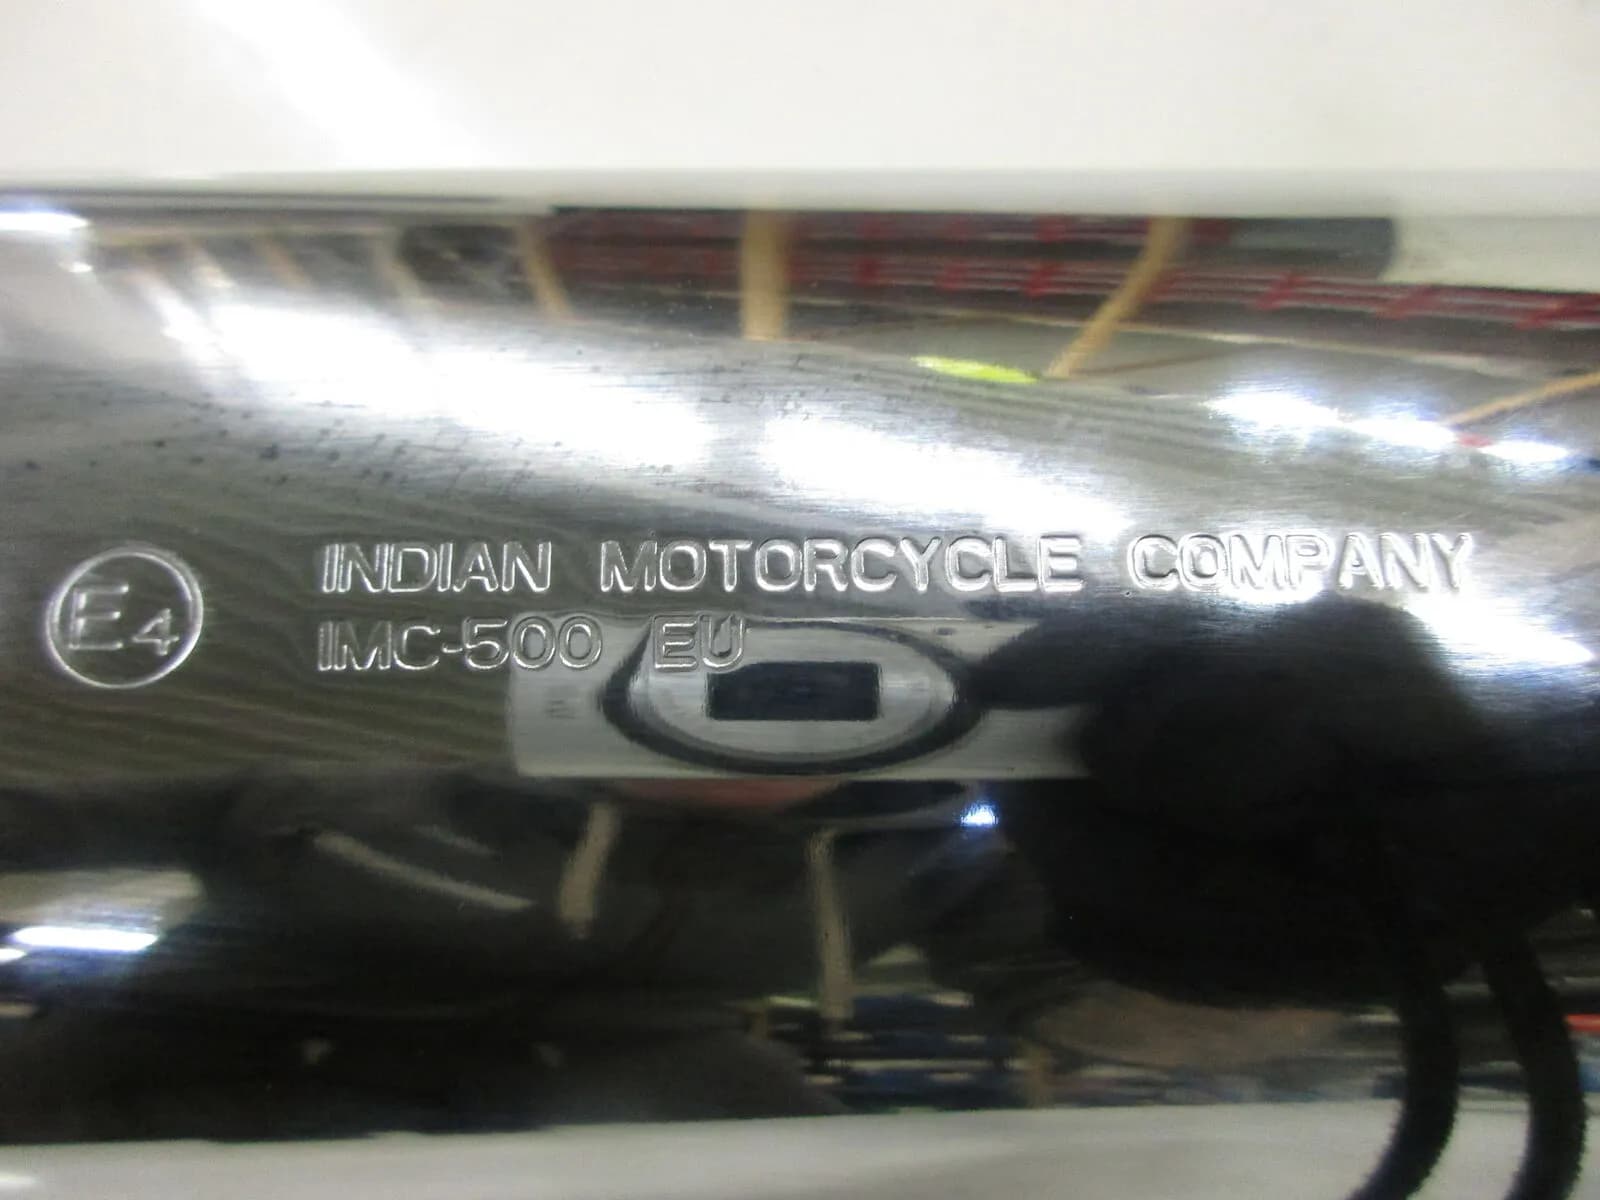 E4
INDIAN MOTORCYCLE COMPANY
IMC-500 EU